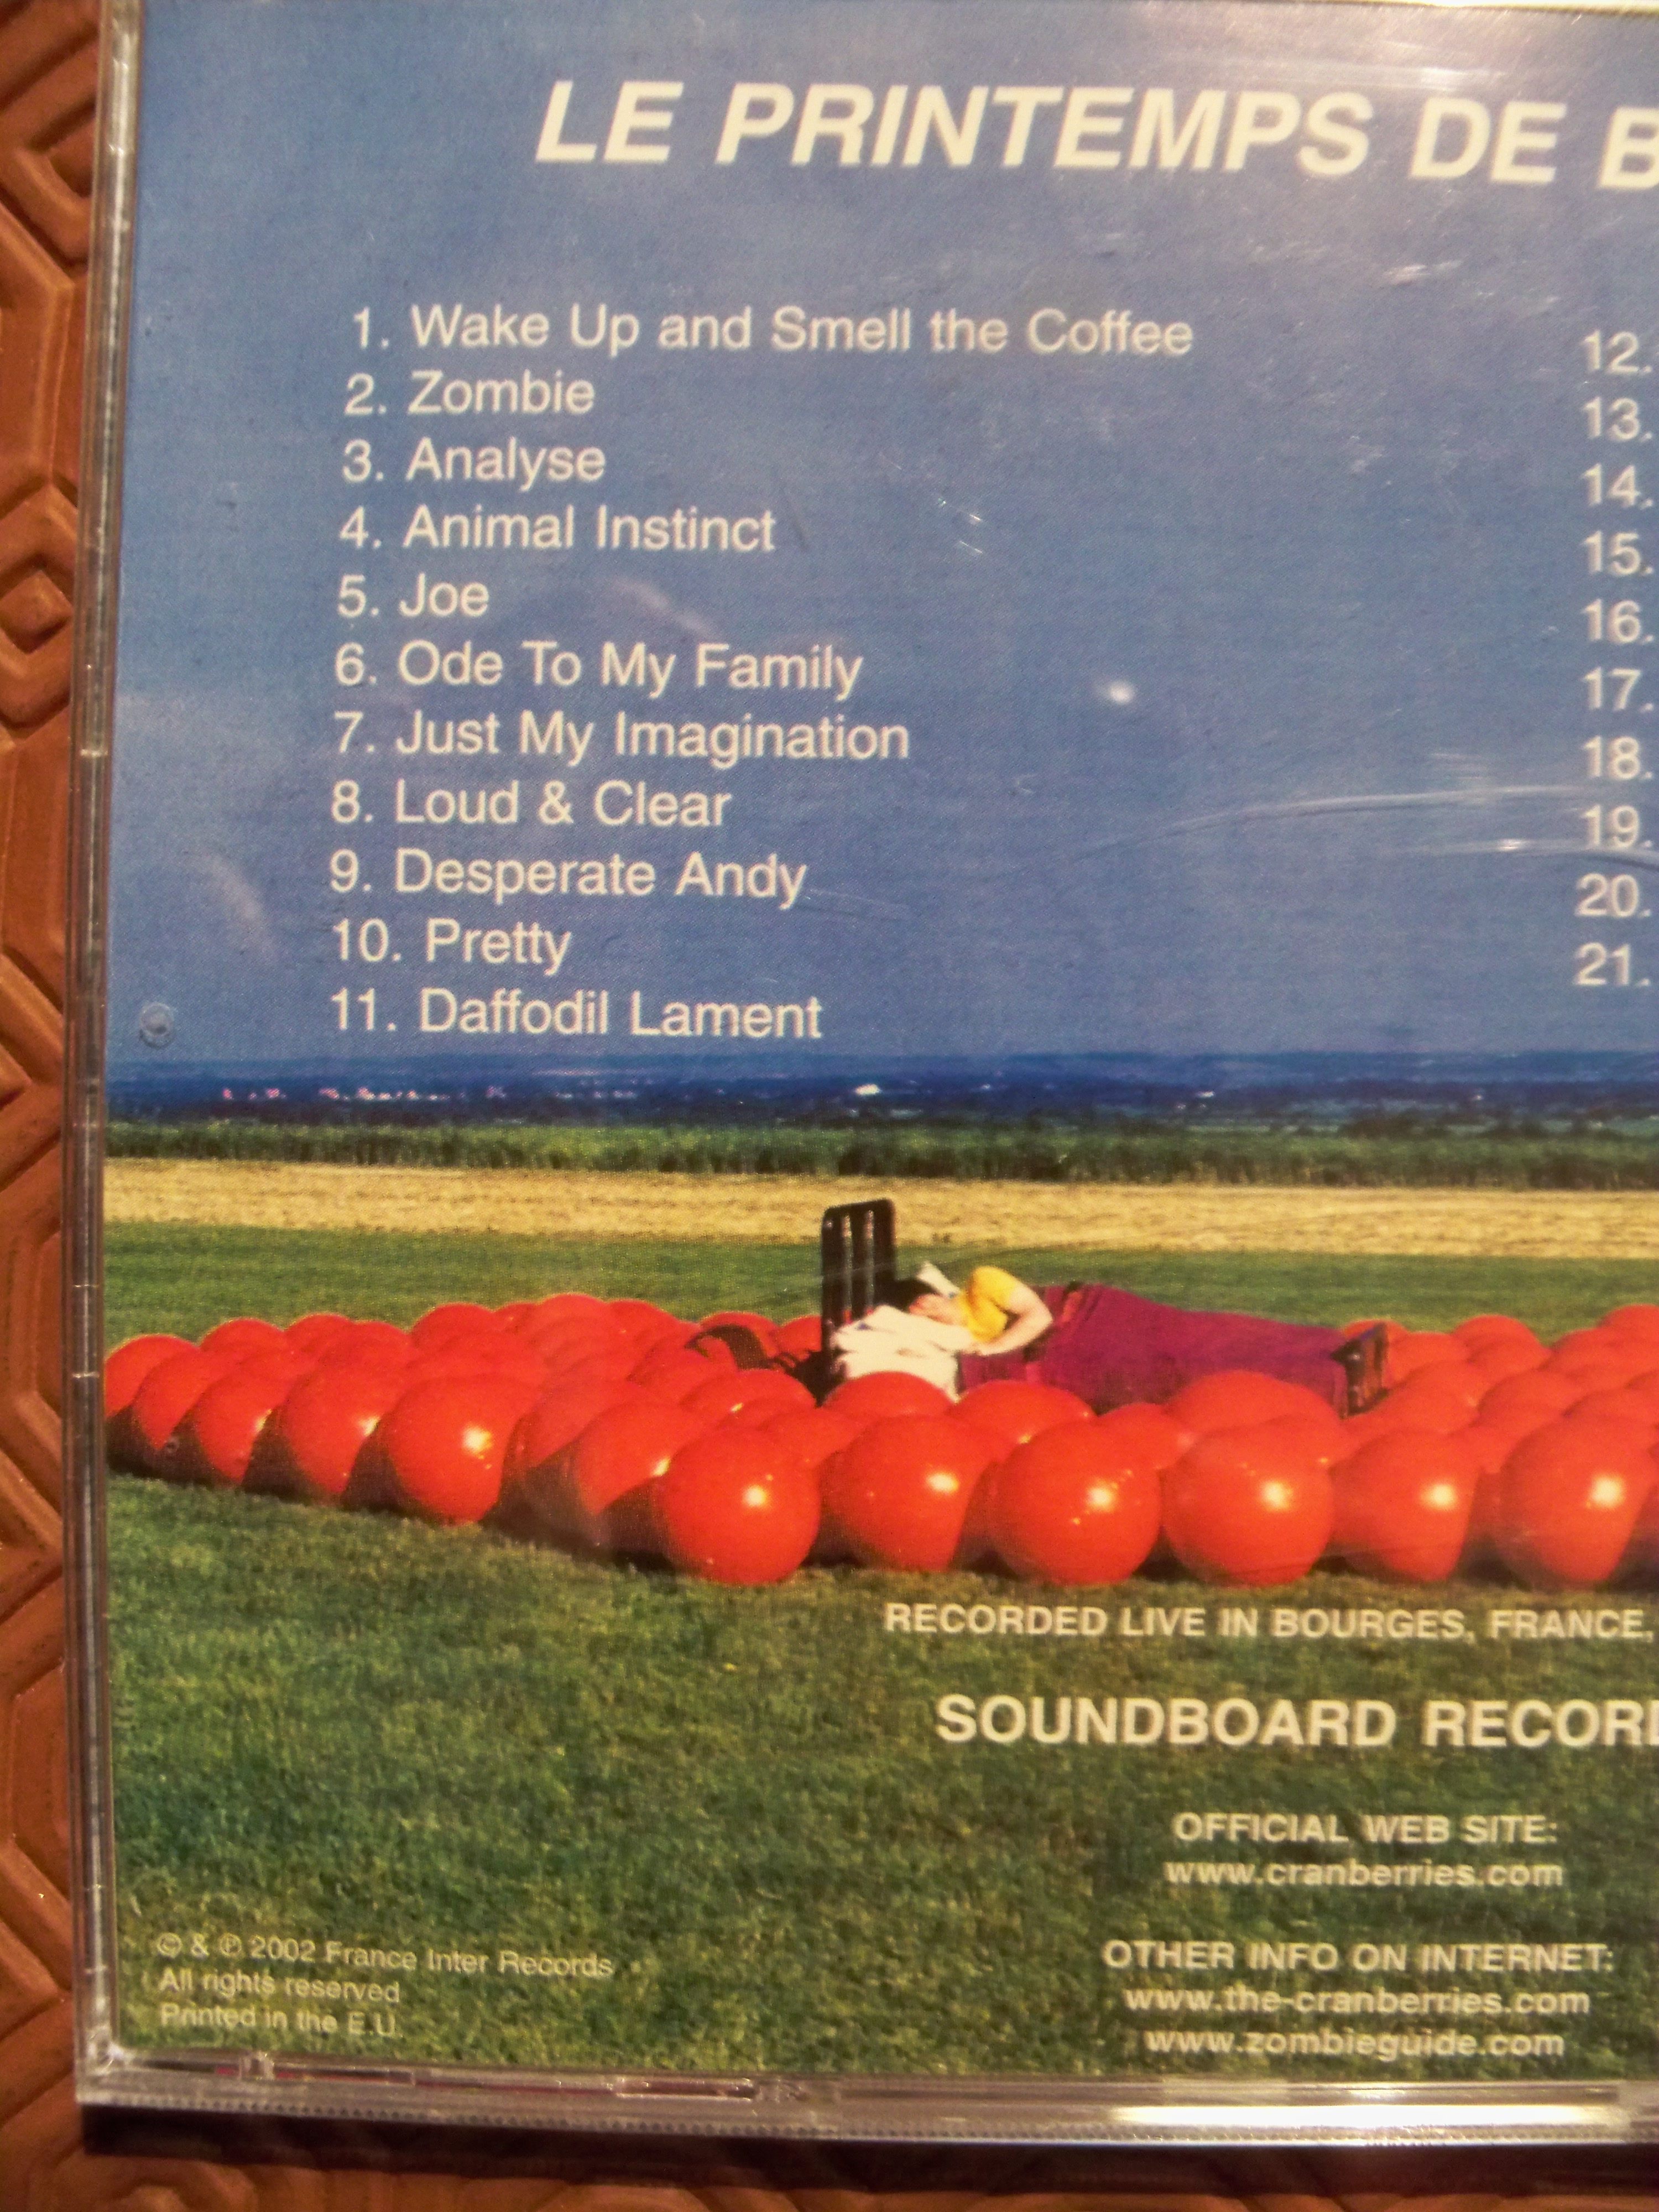 LE PRINTEMPS DE B
1. Wake Up and Smell the Coffee
2. Zombie
3. Analyse
4. Animal Instinct
5. Joe
6. Ode To My Family
7. Just My Imagination
8. Loud & Clear
9. Desperate Andy
10. Pretty
11. Daffodil Lament
12.
13.
14.
15.
16.
17.
18.
19.
20.
21.
RECORDED LIVE IN BOURGES, FRANCE,
SOUNDBOARD RECOR
OFFICIAL WEB SITE:
www.cranberries.com
OTHER INFO ON INTERNET:
www.the-cranberries.com
www.zombieguide.com
© & ℗ 2002 France Inter Records
All rights reserved
Printed in the E.U.